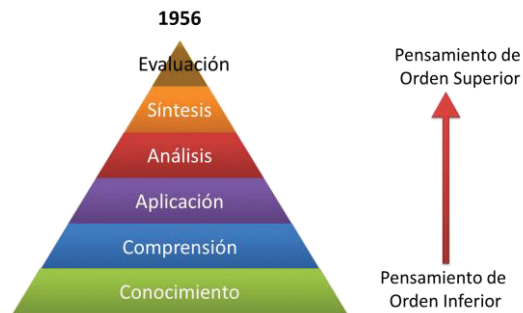 1956
Evaluación
Síntesis
Análisis
Aplicación
Comprensión
Conocimiento
Pensamiento de
Orden Superior
Pensamiento de
Orden Inferior